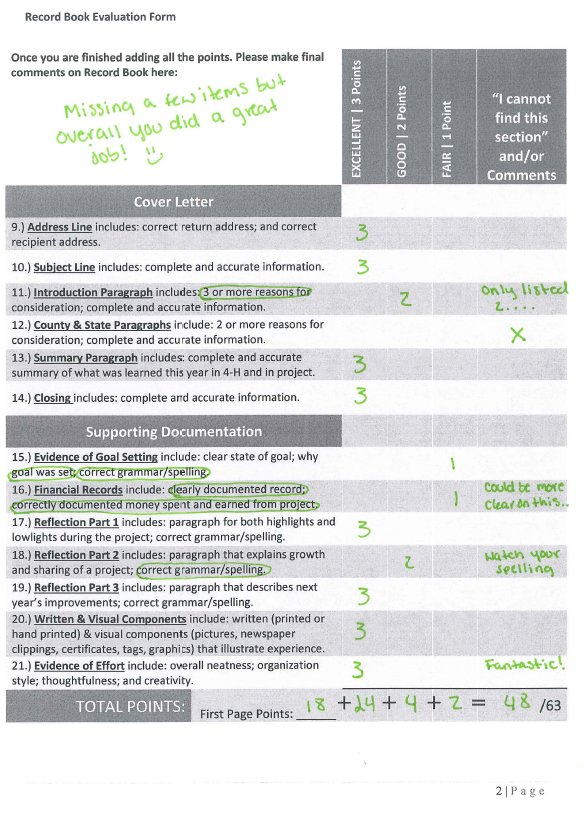 Record Book Evaluation Form
Once you are finished adding all the points. Please make final
comments on Record Book here:
Missing a few items but
overall you did a great
job!
EXCELLENT | 3 Points
GOOD | 2 Points
FAIR | 1 Point
"I cannot
find this
section"
and/or
Comments
Cover Letter
9.) Address Line includes: correct return address; and correct
recipient address.
3
10.) Subject Line includes: complete and accurate information.
3
11.) Introduction Paragraph includes: 3 or more reasons for
consideration; complete and accurate information.
2
Only listed
2....
12.) County & State Paragraphs include: 2 or more reasons for
consideration; complete and accurate information.
X
13.) Summary Paragraph includes: complete and accurate
summary of what was learned this year in 4-H and in project.
3
14.) Closing includes: complete and accurate information.
3
Supporting Documentation
15.) Evidence of Goal Setting include: clear state of goal; why
goal was set; correct grammar/spelling.
1
16.) Financial Records include: clearly documented record;
correctly documented money spent and earned from project.
1
Could be more
clear on this..
17.) Reflection Part 1 includes: paragraph for both highlights and
lowlights during the project; correct grammar/spelling.
3
18.) Reflection Part 2 includes: paragraph that explains growth
and sharing of a project; correct grammar/spelling.
2
Watch your
spelling
19.) Reflection Part 3 includes: paragraph that describes next
year's improvements; correct grammar/spelling.
3
20.) Written & Visual Components include: written (printed or
hand printed) & visual components (pictures, newspaper
clippings, certificates, tags, graphics) that illustrate experience.
3
21.) Evidence of Effort include: overall neatness; organization
style; thoughtfulness; and creativity.
3
Fantastic!
TOTAL POINTS: First Page Points: 18 + 24 + 4 + 2 = 48 /63
2 | Page